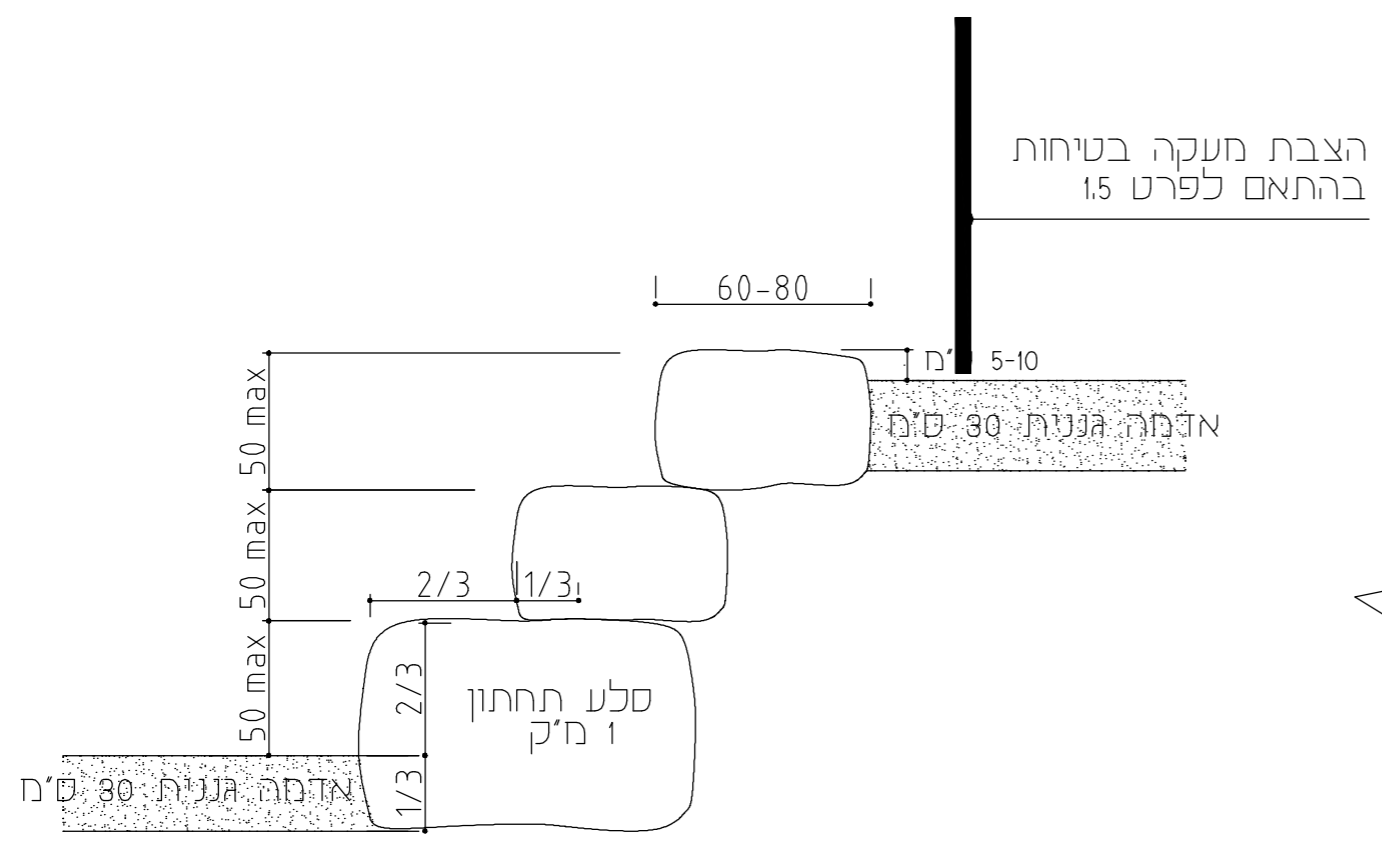 הצבת מעקה בטיחות
בהתאם לפרט 1.5
60-80
5-10
אדמה גננית 30 ס"מ
50 max
50 max
50 max
2/3
1/3
2/3
1/3
סלע תחתון
1 מ"ק
אדמה גננית 30 ס"מ